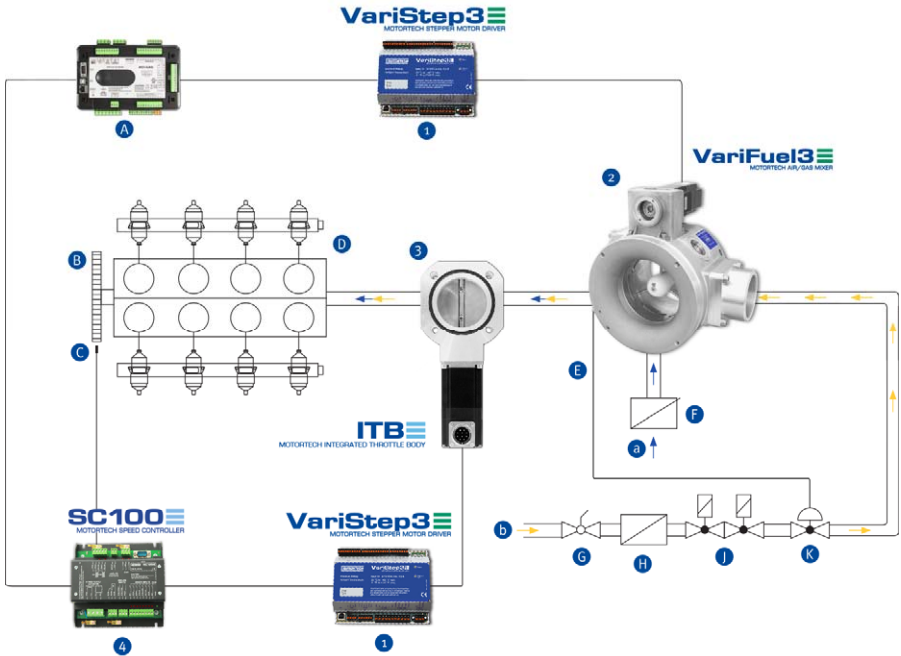 VariStep3
MOTORTECH STEPPER MOTOR DRIVER
A
1
VariFuel3
MOTORTECH AIR/GAS MIXER
2
D
3
B
C
E
F
a
ITB
MOTORTECH INTEGRATED THROTTLE BODY
SC100
MOTORTECH SPEED CONTROLLER
VariStep3
MOTORTECH STEPPER MOTOR DRIVER
b
G
H
J
K
4
1